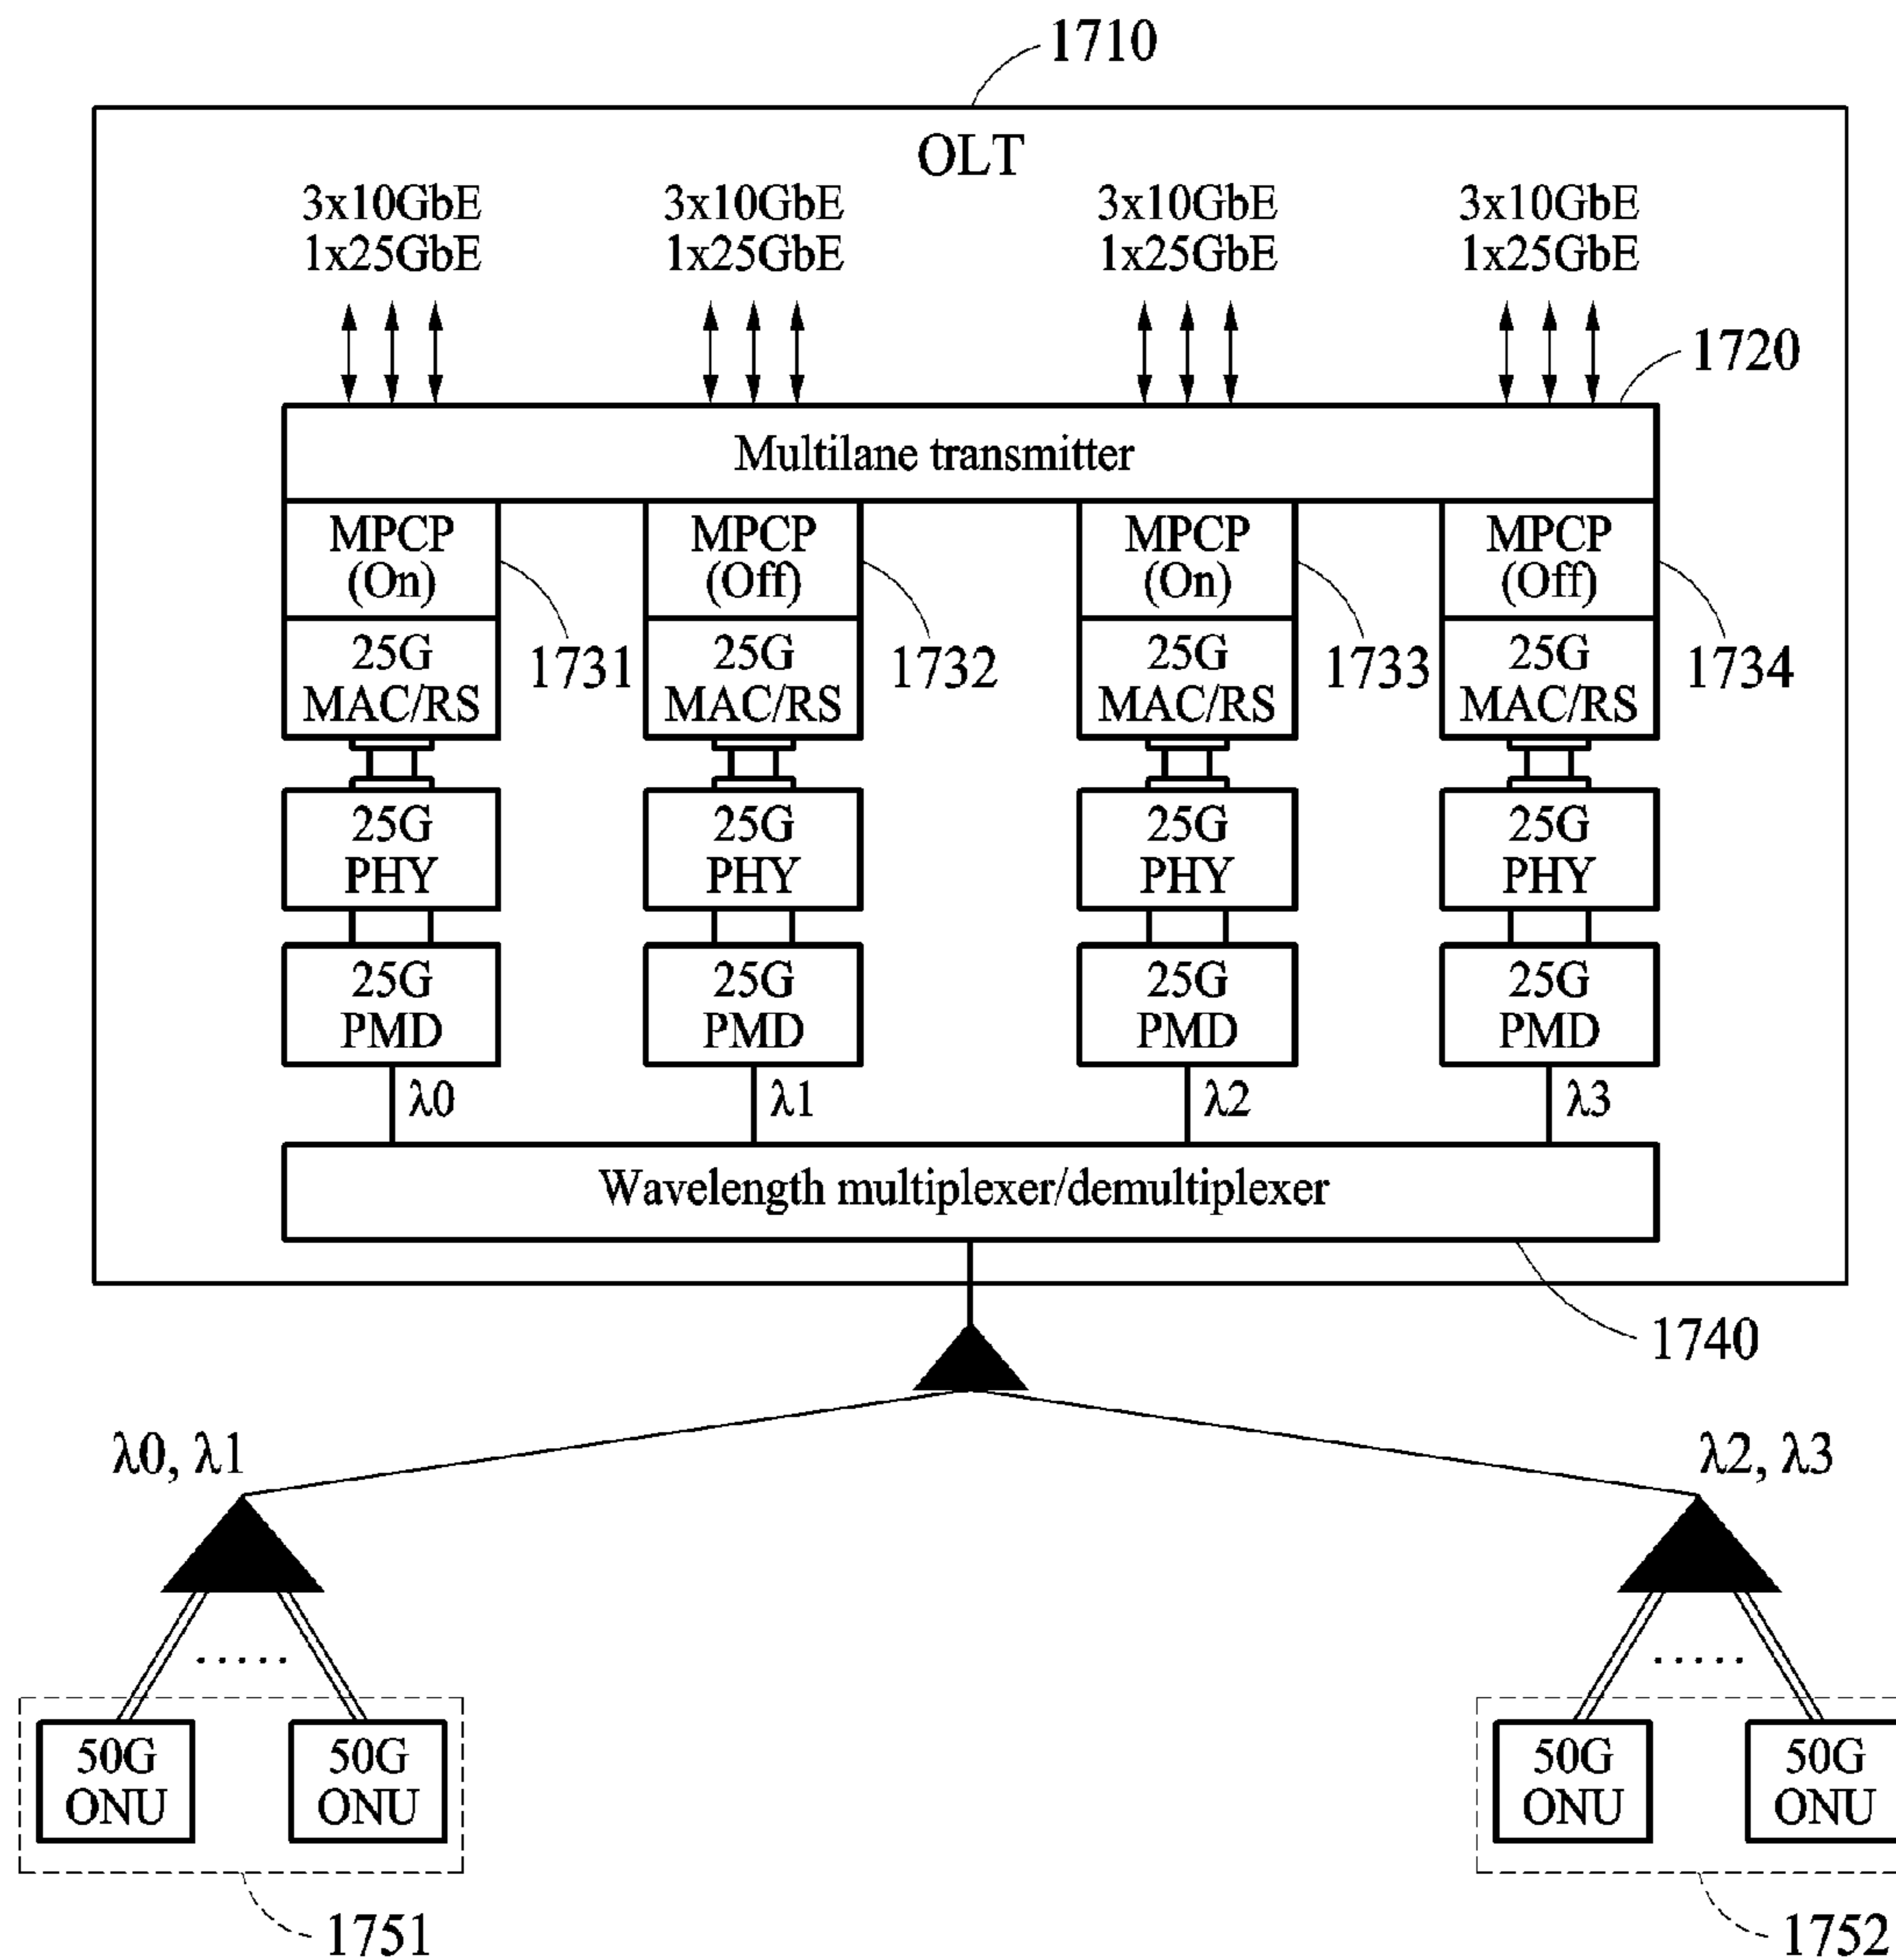 1710
OLT
3x10GbE 3x10GbE 3x10GbE 3x10GbE
1x25GbE 1x25GbE 1x25GbE 1x25GbE
1720
Multilane transmitter
MPCP MPCP MPCP MPCP
(On) (Off) (On) (Off)
25G 25G 25G 25G
1731 1732 1733 1734
MAC/RS MAC/RS MAC/RS MAC/RS
25G 25G 25G 25G
PHY PHY PHY PHY
25G 25G 25G 25G
PMD PMD PMD PMD
λ0 λ1 λ2 λ3
Wavelength multiplexer/demultiplexer
1740
λ0, λ1 λ2, λ3
..... .....
50G 50G 50G 50G
ONU ONU ONU ONU
1751 1752